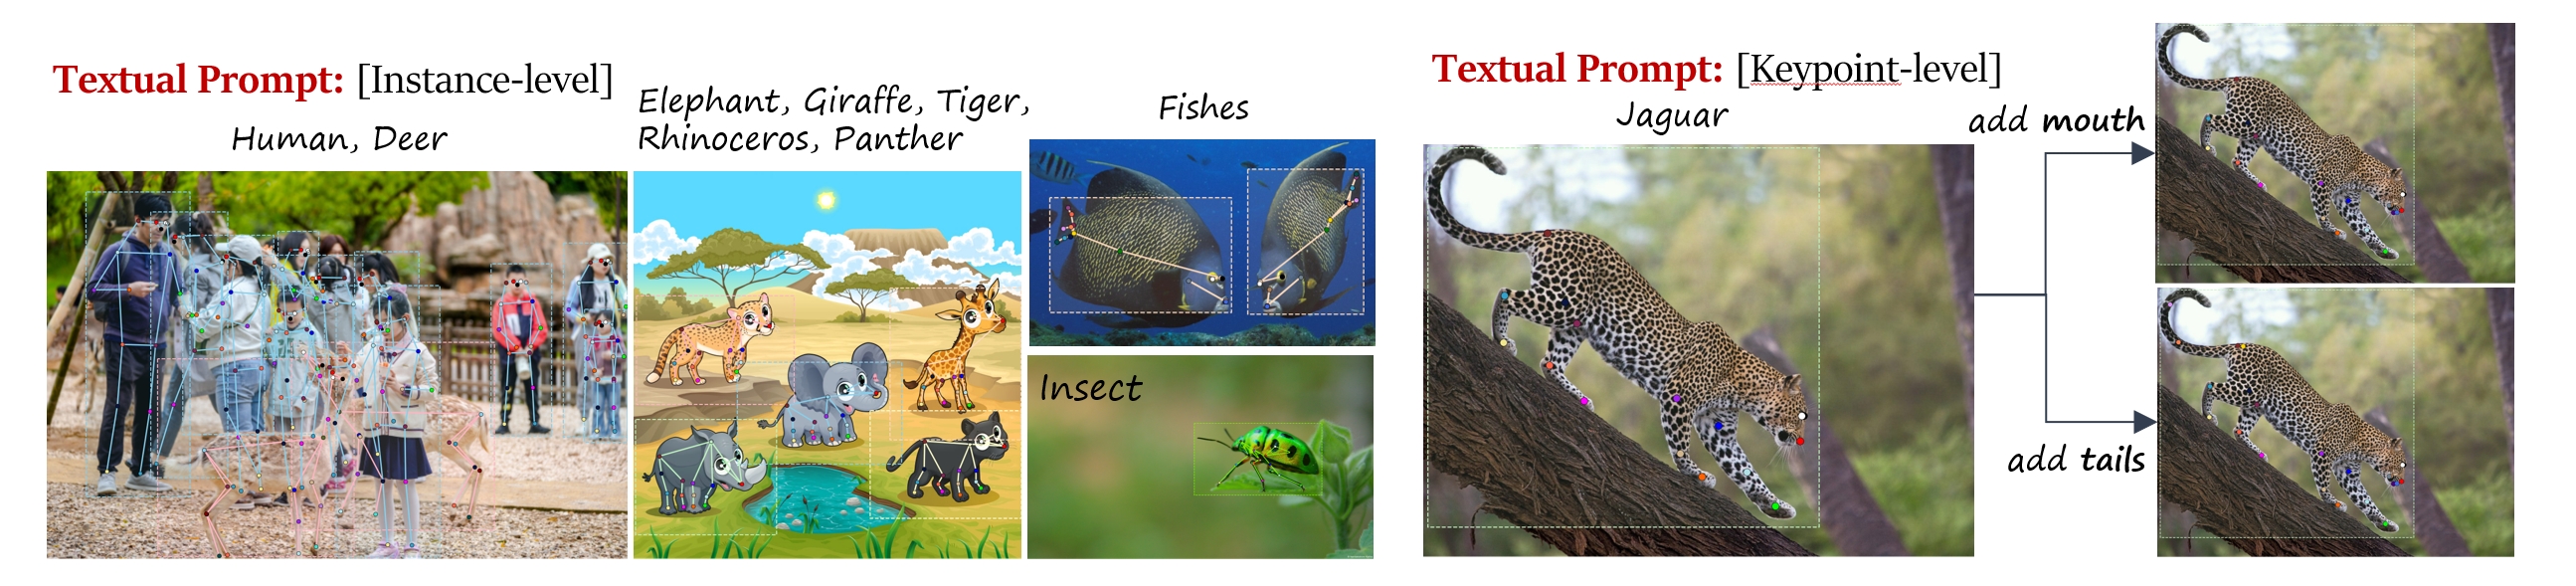 Textual Prompt: [Instance-level]
Human, Deer
Elephant, Giraffe, Tiger,
Rhinoceros, Panther
Fishes
Insect
Textual Prompt: [Keypoint-level]
Jaguar
add mouth
add tails